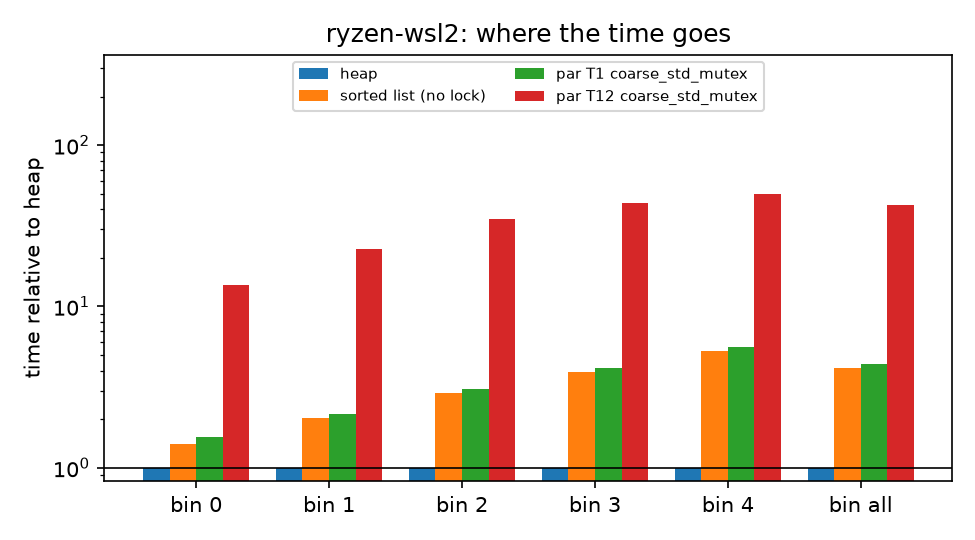 ryzen-wsl2: where the time goes
heap
sorted list (no lock)
par T1 coarse_std_mutex
par T12 coarse_std_mutex
time relative to heap
10²
10¹
10⁰
bin 0
bin 1
bin 2
bin 3
bin 4
bin all